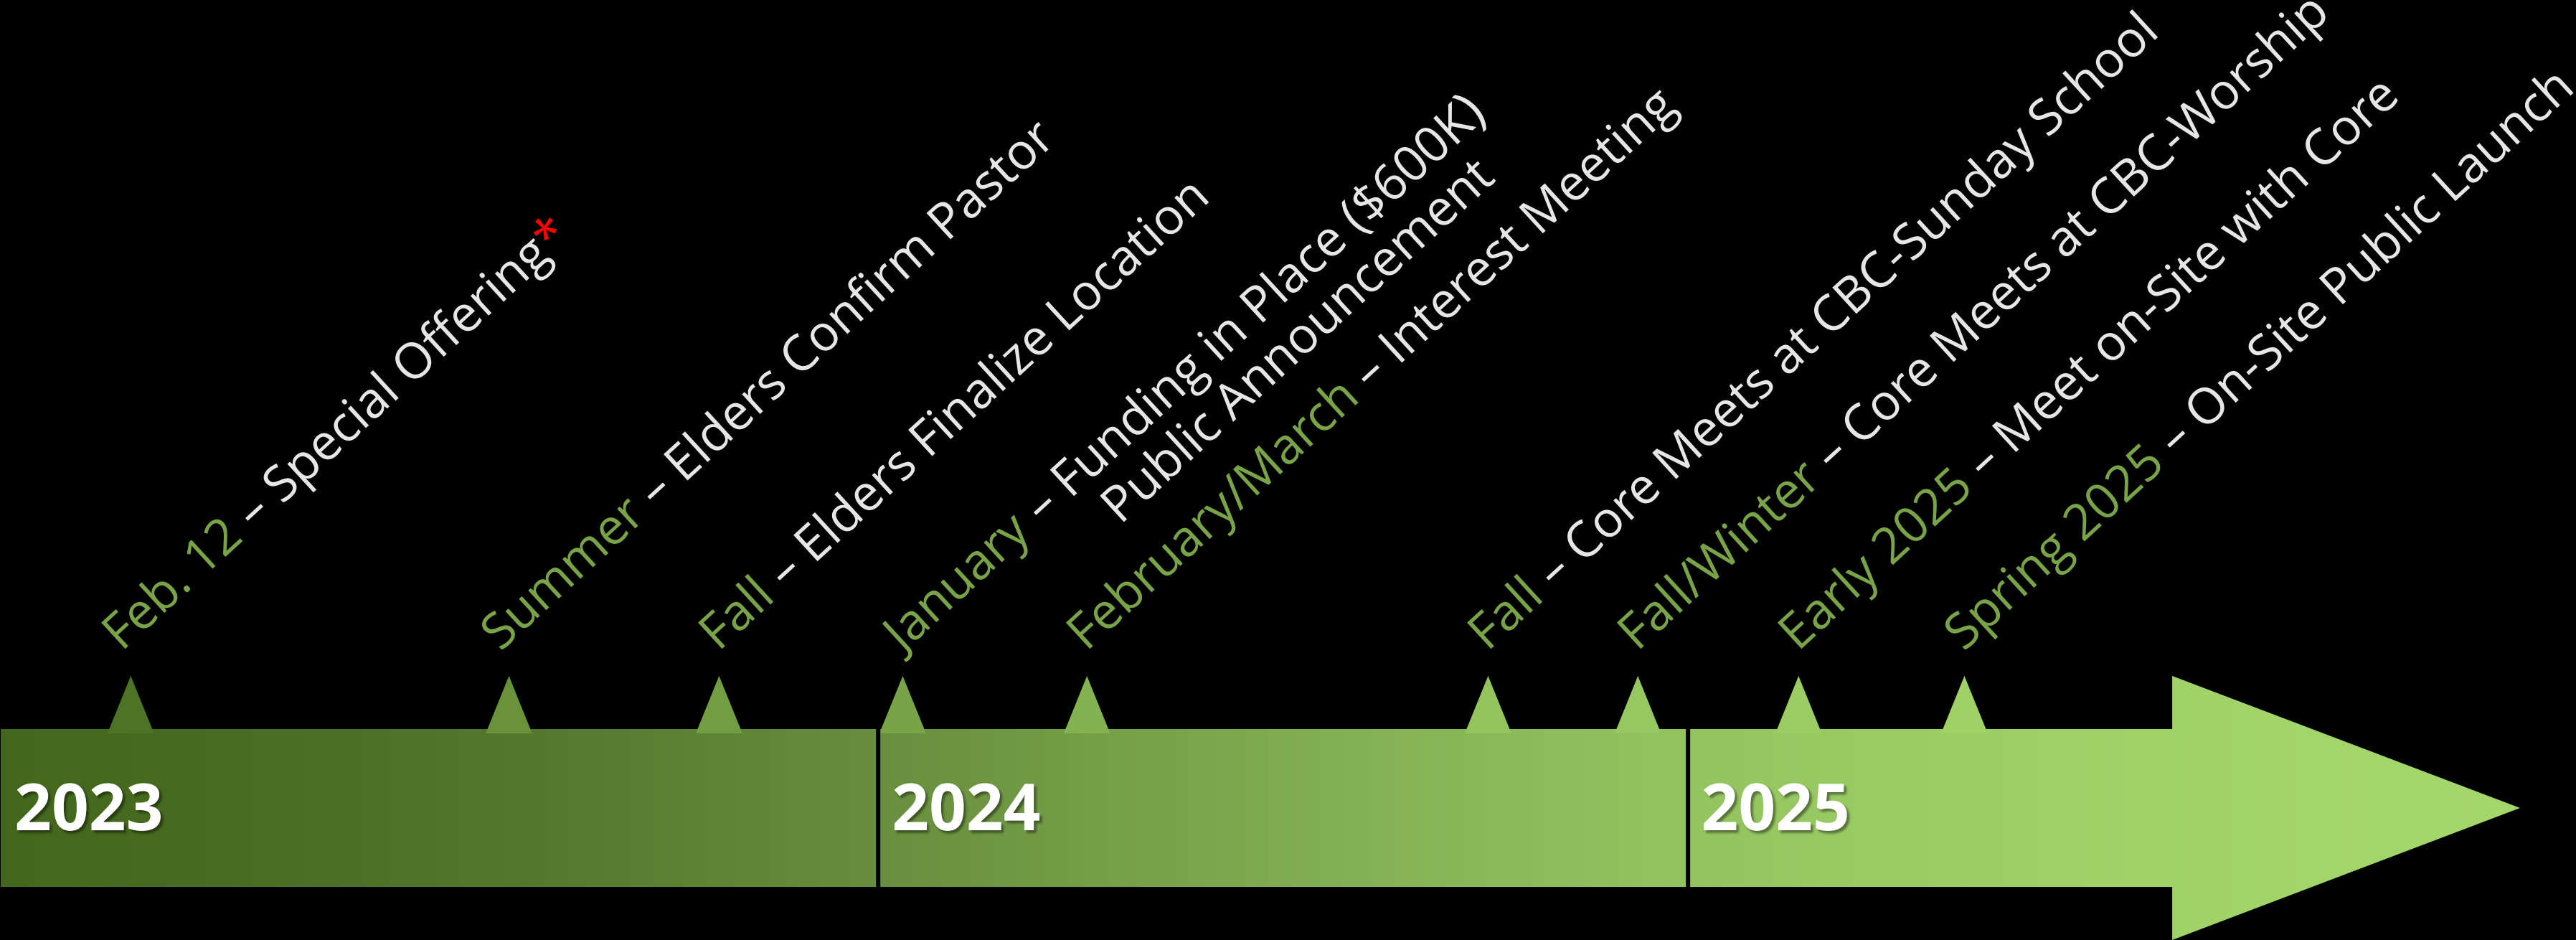 Feb. 12 – Special Offering*
Summer – Elders Confirm Pastor
Fall – Elders Finalize Location
January – Funding in Place ($600K)
Public Announcement
February/March – Interest Meeting
Fall – Core Meets at CBC-Sunday School
Fall/Winter – Core Meets at CBC-Worship
Early 2025 – Meet on-Site with Core
Spring 2025 – On-Site Public Launch
2023
2024
2025